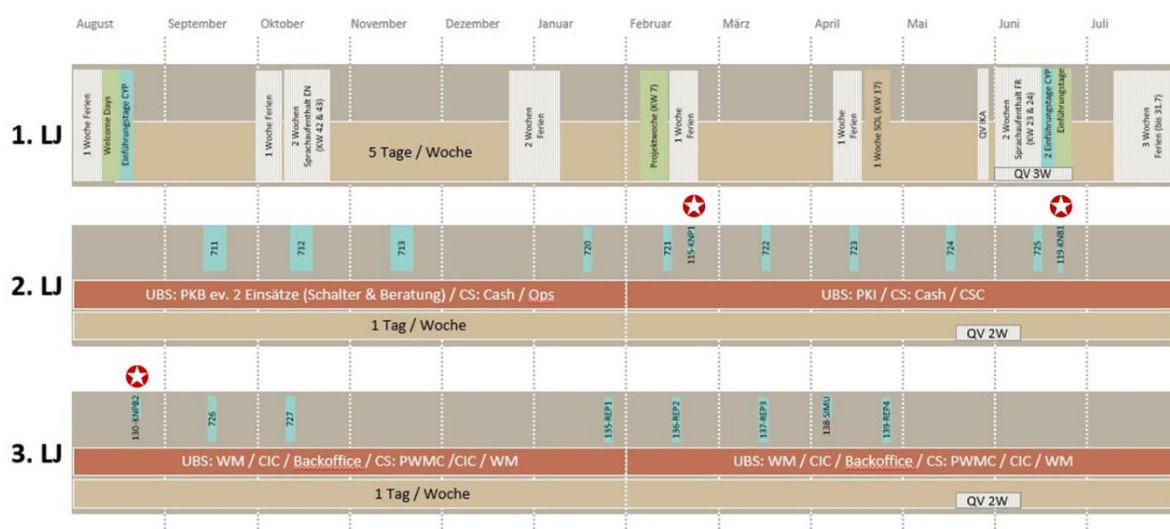 August
September
Oktober
November
Dezember
Januar
Februar
März
April
Mai
Juni
Juli
1. LJ
1 Woche Ferien
Welcome Days
Einführungstage CYP
1 Woche Ferien
2 Wochen
Sprachaufenthalt EN
(KW 42 & 43)
5 Tage / Woche
2 Wochen
Ferien
Projektwoche (KW 7)
1 Woche
Ferien
1 Woche
Ferien
1 Woche SOL (KW 17)
QV IKA
2 Wochen
Sprachaufenthalt FR
(KW 23 & 24)
2 Einführungstage CYP
Einführungstage
QV 3W
3 Wochen
Ferien (bis 31.7)
2. LJ
711
712
713
720
721
115-KNP1
722
723
724
725
119-KNB1
UBS: PKB ev. 2 Einsätze (Schalter & Beratung) / CS: Cash / Ops
UBS: PKI / CS: Cash / CSC
1 Tag / Woche
QV 2W
3. LJ
130-KNPB2
726
727
135-REP1
136-REP2
137-REP3
138-SIMU
139-REP4
UBS: WM / CIC / Backoffice / CS: PWMC /CIC / WM
UBS: WM / CIC / Backoffice / CS: PWMC / CIC / WM
1 Tag / Woche
QV 2W